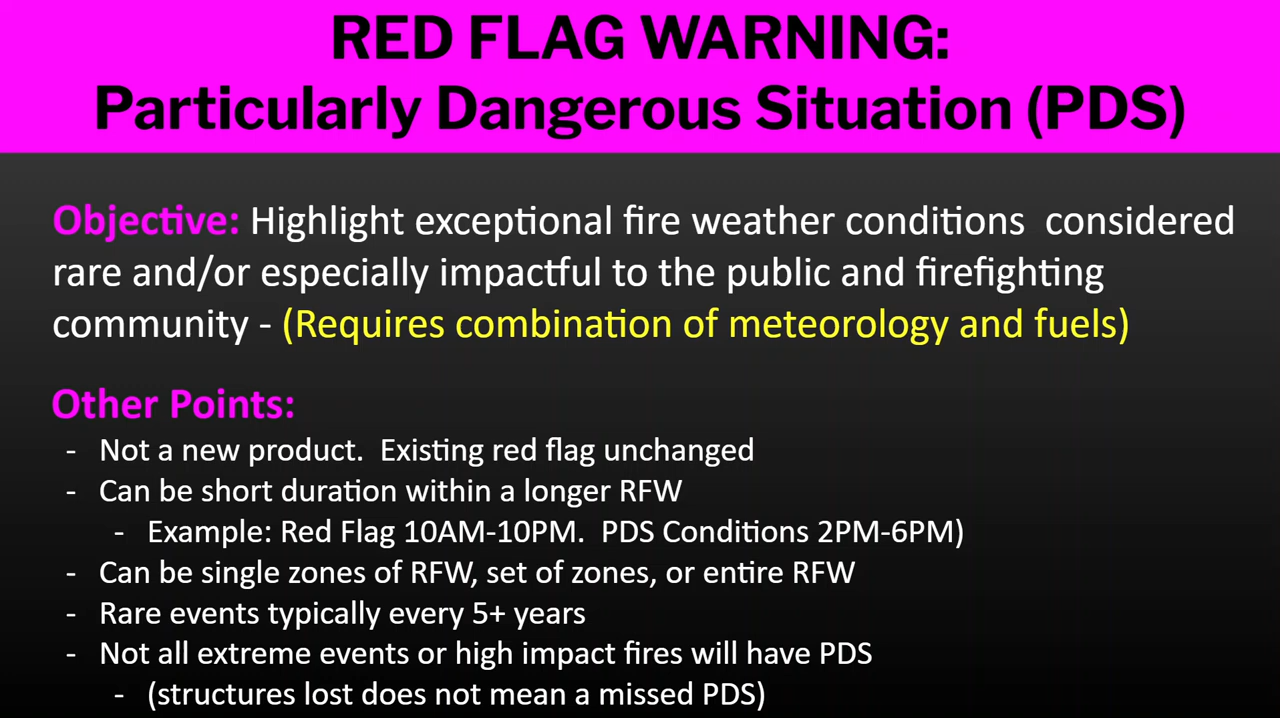 RED FLAG WARNING:
Particularly Dangerous Situation (PDS)
Objective: Highlight exceptional fire weather conditions  considered
rare and/or especially impactful to the public and firefighting
community - (Requires combination of meteorology and fuels)
Other Points:
- Not a new product.  Existing red flag unchanged
- Can be short duration within a longer RFW
- Example: Red Flag 10AM-10PM.  PDS Conditions 2PM-6PM)
- Can be single zones of RFW, set of zones, or entire RFW
- Rare events typically every 5+ years
- Not all extreme events or high impact fires will have PDS
- (structures lost does not mean a missed PDS)